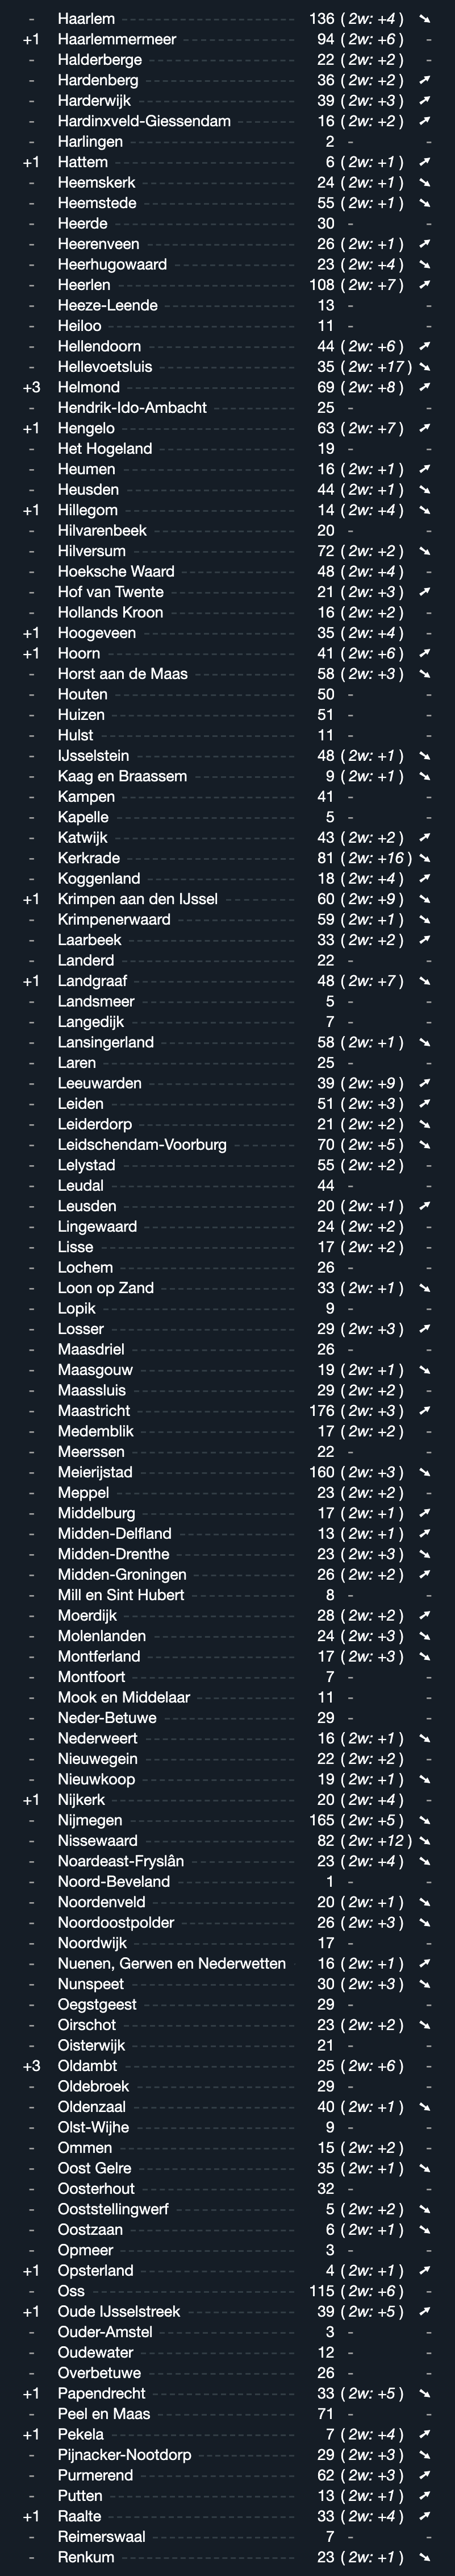 - Haarlem 136 (2w: +4) ➘
+1 Haarlemmermeer 94 (2w: +6) -
- Halderberge 22 (2w: +2) -
- Hardenberg 36 (2w: +2) ➚
- Harderwijk 39 (2w: +3) ➚
- Hardinxveld-Giessendam 16 (2w: +2) ➚
- Harlingen 2 - -
+1 Hattem 6 (2w: +1) ➚
- Heemskerk 24 (2w: +1) ➘
- Heemstede 55 (2w: +1) ➘
- Heerde 30 - -
- Heerenveen 26 (2w: +1) ➚
- Heerhugowaard 23 (2w: +4) ➘
- Heerlen 108 (2w: +7) ➚
- Heeze-Leende 13 - -
- Heiloo 11 - -
- Hellendoorn 44 (2w: +6) ➚
- Hellevoetsluis 35 (2w: +17) ➘
+3 Helmond 69 (2w: +8) ➚
- Hendrik-Ido-Ambacht 25 - -
+1 Hengelo 63 (2w: +7) ➚
- Het Hogeland 19 - -
- Heumen 16 (2w: +1) ➚
- Heusden 44 (2w: +1) ➘
+1 Hillegom 14 (2w: +4) ➘
- Hilvarenbeek 20 - -
- Hilversum 72 (2w: +2) ➘
- Hoeksche Waard 48 (2w: +4) -
- Hof van Twente 21 (2w: +3) ➚
- Hollands Kroon 16 (2w: +2) -
+1 Hoogeveen 35 (2w: +4) -
+1 Hoorn 41 (2w: +6) ➚
- Horst aan de Maas 58 (2w: +3) ➘
- Houten 50 - -
- Huizen 51 - -
- Hulst 11 - -
- IJsselstein 48 (2w: +1) ➘
- Kaag en Braassem 9 (2w: +1) ➘
- Kampen 41 - -
- Kapelle 5 - -
- Katwijk 43 (2w: +2) ➚
- Kerkrade 81 (2w: +16) ➘
- Koggenland 18 (2w: +4) ➚
+1 Krimpen aan den IJssel 60 (2w: +9) ➘
- Krimpenerwaard 59 (2w: +1) ➘
- Laarbeek 33 (2w: +2) ➚
- Landerd 22 - -
+1 Landgraaf 48 (2w: +7) ➘
- Landsmeer 5 - -
- Langedijk 7 - -
- Lansingerland 58 (2w: +1) ➘
- Laren 25 - -
- Leeuwarden 39 (2w: +9) ➚
- Leiden 51 (2w: +3) ➚
- Leiderdorp 21 (2w: +2) ➘
- Leidschendam-Voorburg 70 (2w: +5) ➘
- Lelystad 55 (2w: +2) -
- Leudal 44 - -
- Leusden 20 (2w: +1) ➚
- Lingewaard 24 (2w: +2) -
- Lisse 17 (2w: +2) -
- Lochem 26 - -
- Loon op Zand 33 (2w: +1) ➘
- Lopik 9 - -
- Losser 29 (2w: +3) ➚
- Maasdriel 26 - -
- Maasgouw 19 (2w: +1) ➘
- Maassluis 29 (2w: +2) -
- Maastricht 176 (2w: +3) ➚
- Medemblik 17 (2w: +2) -
- Meerssen 22 - -
- Meierijstad 160 (2w: +3) ➘
- Meppel 23 (2w: +2) -
- Middelburg 17 (2w: +1) ➚
- Midden-Delfland 13 (2w: +1) ➚
- Midden-Drenthe 23 (2w: +3) ➘
- Midden-Groningen 26 (2w: +2) ➚
- Mill en Sint Hubert 8 - -
- Moerdijk 28 (2w: +2) ➚
- Molenlanden 24 (2w: +3) ➘
- Montferland 17 (2w: +3) ➘
- Montfoort 7 - -
- Mook en Middelaar 11 - -
- Neder-Betuwe 29 - -
- Nederweert 16 (2w: +1) ➘
- Nieuwegein 22 (2w: +2) -
- Nieuwkoop 19 (2w: +1) ➘
+1 Nijkerk 20 (2w: +4) -
- Nijmegen 165 (2w: +5) ➘
- Nissewaard 82 (2w: +12) ➘
- Noardeast-Fryslân 23 (2w: +4) ➘
- Noord-Beveland 1 - -
- Noordenveld 20 (2w: +1) ➘
- Noordoostpolder 26 (2w: +3) ➘
- Noordwijk 17 - -
- Nuenen, Gerwen en Nederwetten 16 (2w: +1) ➚
- Nunspeet 30 (2w: +3) ➘
- Oegstgeest 29 - -
- Oirschot 23 (2w: +2) ➘
- Oisterwijk 21 - -
+3 Oldambt 25 (2w: +6) -
- Oldebroek 29 - -
- Oldenzaal 40 (2w: +1) ➘
- Olst-Wijhe 9 - -
- Ommen 15 (2w: +2) -
- Oost Gelre 35 (2w: +1) ➘
- Oosterhout 32 - -
- Ooststellingwerf 5 (2w: +2) ➘
- Oostzaan 6 (2w: +1) ➘
- Opmeer 3 - -
+1 Opsterland 4 (2w: +1) ➚
- Oss 115 (2w: +6) -
+1 Oude IJsselstreek 39 (2w: +5) ➚
- Ouder-Amstel 3 - -
- Oudewater 12 - -
- Overbetuwe 26 - -
+1 Papendrecht 33 (2w: +5) ➘
- Peel en Maas 71 - -
+1 Pekela 7 (2w: +4) ➚
- Pijnacker-Nootdorp 29 (2w: +3) ➘
- Purmerend 62 (2w: +3) ➚
- Putten 13 (2w: +1) ➚
+1 Raalte 33 (2w: +4) ➚
- Reimerswaal 7 - -
- Renkum 23 (2w: +1) ➘